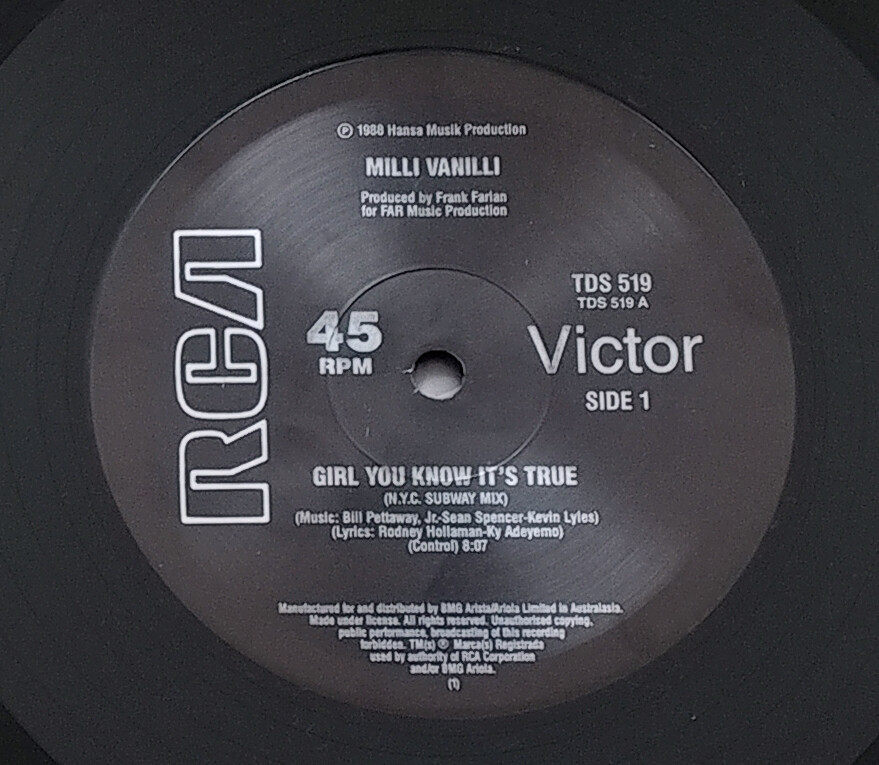 ℗ 1988 Hansa Musik Production
MILLI VANILLI
Produced by Frank Farian
for FAR Music Production
RCA
45
RPM
TDS 519
TDS 519 A
Victor
SIDE 1
GIRL YOU KNOW IT'S TRUE
(N.Y.C. SUBWAY MIX)
(Music: Bill Pettaway, Jr.-Sean Spencer-Kevin Lyles)
(Lyrics: Rodney Hollaman-Ky Adeyemo)
(Control) 8:07
Manufactured for and distributed by BMG Arista/Ariola Limited in Australasia.
Made under license. All rights reserved. Unauthorised copying,
public performance, broadcasting of this recording
forbidden. TM(s) ® Marca(s) Registrada
used by authority of RCA Corporation
and/or BMG Ariola.
(1)